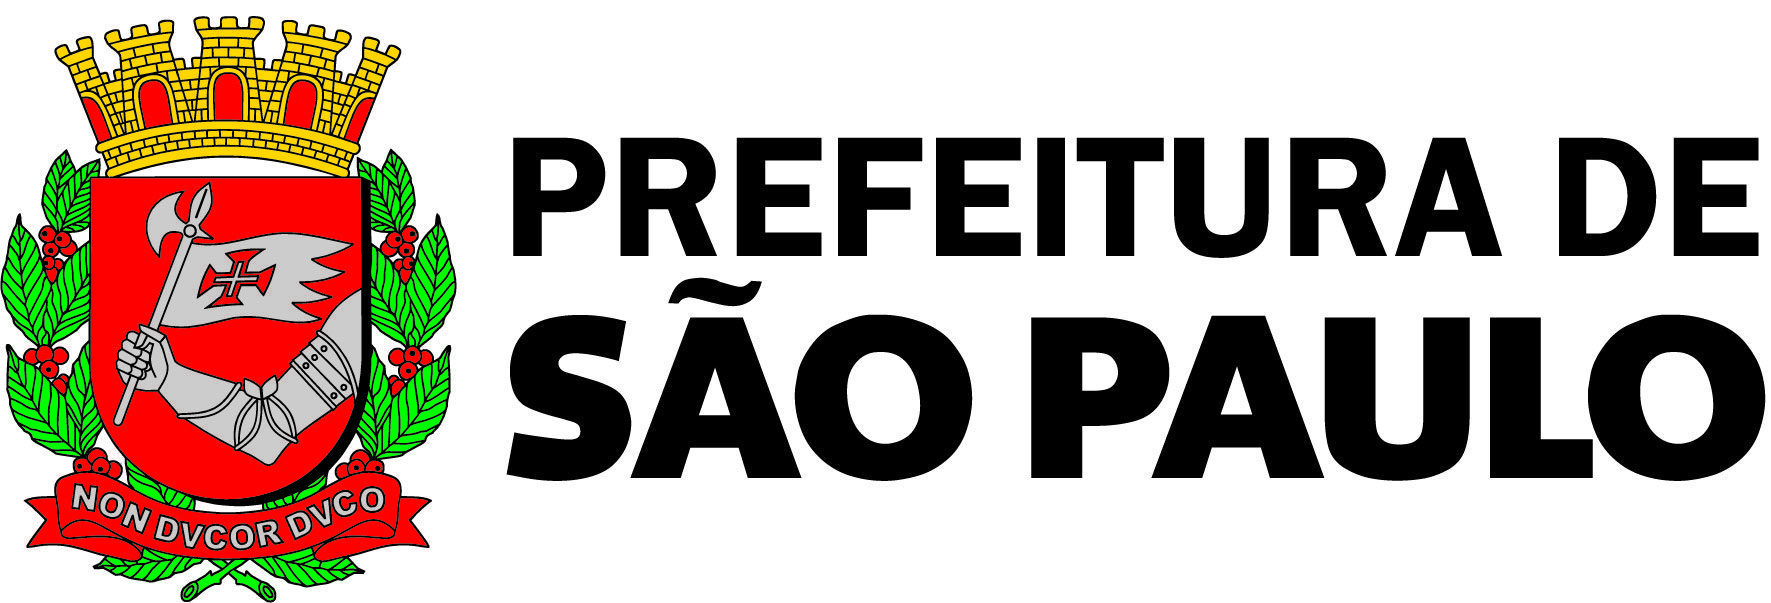 PREFEITURA DE
SÃO PAULO
NON DVCOR DVCO